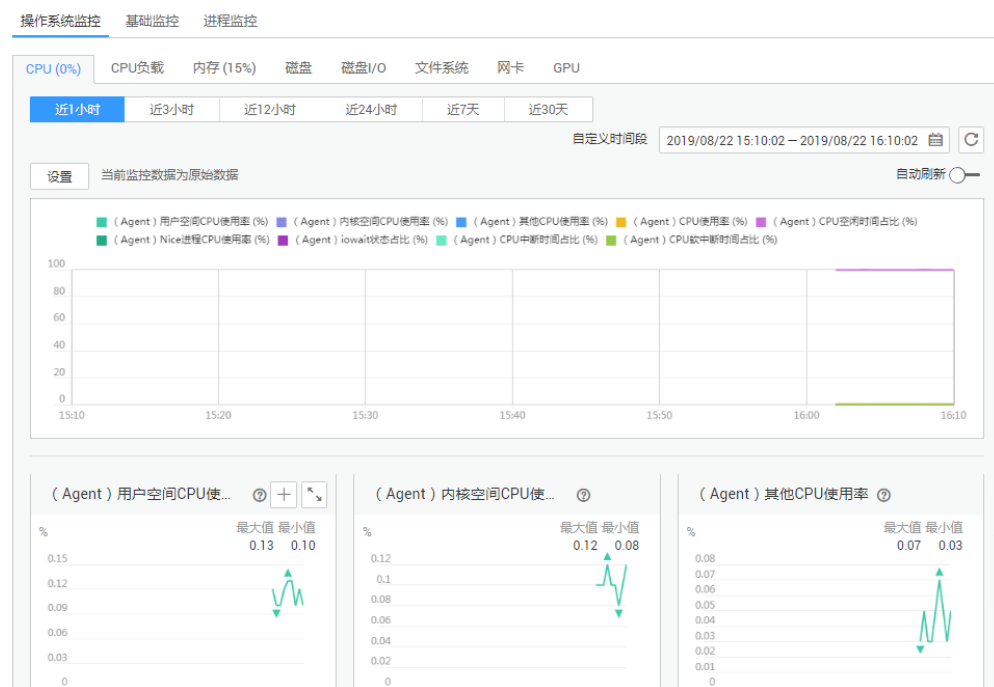 操作系统监控 基础监控 进程监控
CPU (0%) CPU负载 内存 (15%) 磁盘 磁盘I/O 文件系统 网卡 GPU
近1小时 近3小时 近12小时 近24小时 近7天 近30天
自定义时间段 2019/08/22 15:10:02 – 2019/08/22 16:10:02
设置 当前监控数据为原始数据 自动刷新
（Agent）用户空间CPU使用率 (%) （Agent）内核空间CPU使用率 (%) （Agent）其他CPU使用率 (%) （Agent）CPU使用率 (%) （Agent）CPU空闲时间占比 (%)
（Agent）Nice进程CPU使用率 (%) （Agent）iowait状态占比 (%) （Agent）CPU中断时间占比 (%) （Agent）CPU软中断时间占比 (%)
100
80
60
40
20
0
15:10 15:20 15:30 15:40 15:50 16:00 16:10
（Agent）用户空间CPU使...
%
最大值 最小值
0.13 0.10
0.15
0.12
0.09
0.06
0.03
0
（Agent）内核空间CPU使...
%
最大值 最小值
0.12 0.08
0.12
0.1
0.08
0.06
0.04
0.02
0
（Agent）其他CPU使用率
%
最大值 最小值
0.07 0.03
0.08
0.07
0.06
0.05
0.04
0.03
0.02
0.01
0